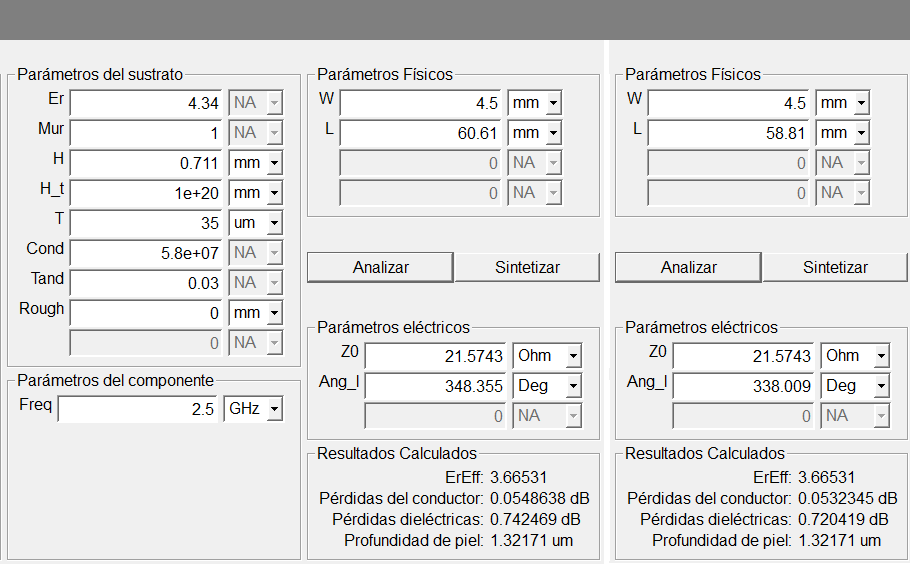 Parámetros del sustrato
Er 4.34 NA
Mur 1 NA
H 0.711 mm
H_t 1e+20 mm
T 35 um
Cond 5.8e+07 NA
Tand 0.03 NA
Rough 0 mm
0 NA
Parámetros del componente
Freq 2.5 GHz
Parámetros Físicos
W 4.5 mm
L 60.61 mm
0 NA
0 NA
Analizar Sintetizar
Parámetros eléctricos
Z0 21.5743 Ohm
Ang_l 348.355 Deg
0 NA
Resultados Calculados
ErEff: 3.66531
Pérdidas del conductor: 0.0548638 dB
Pérdidas dieléctricas: 0.742469 dB
Profundidad de piel: 1.32171 um
Parámetros Físicos
W 4.5 mm
L 58.81 mm
0 NA
0 NA
Analizar Sintetizar
Parámetros eléctricos
Z0 21.5743 Ohm
Ang_l 338.009 Deg
0 NA
Resultados Calculados
ErEff: 3.66531
Pérdidas del conductor: 0.0532345 dB
Pérdidas dieléctricas: 0.720419 dB
Profundidad de piel: 1.32171 um